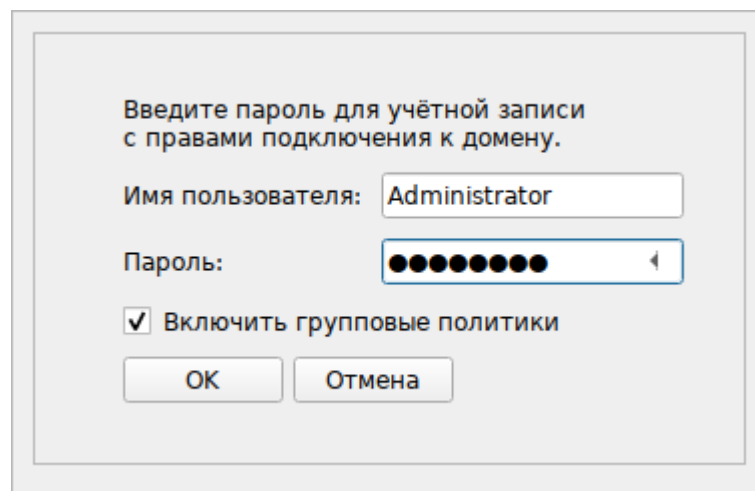 Введите пароль для учётной записи
с правами подключения к домену.
Имя пользователя: Administrator
Пароль: ●●●●●●●●
Включить групповые политики
OK Отмена